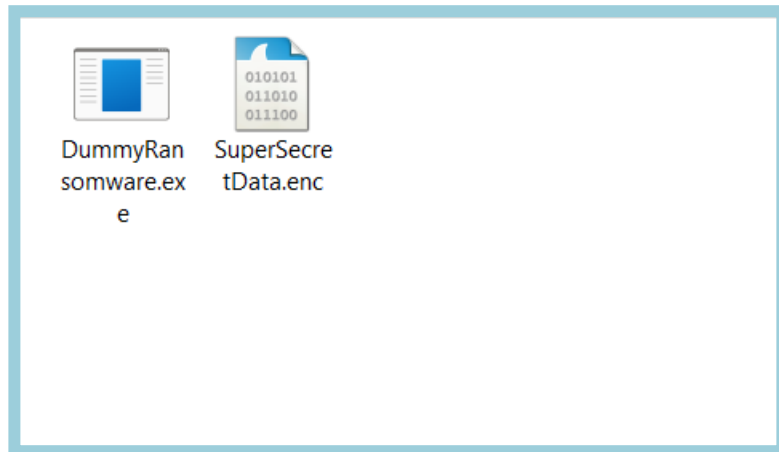 010101
011010
011100
DummyRan
somware.ex
e
SuperSecre
tData.enc